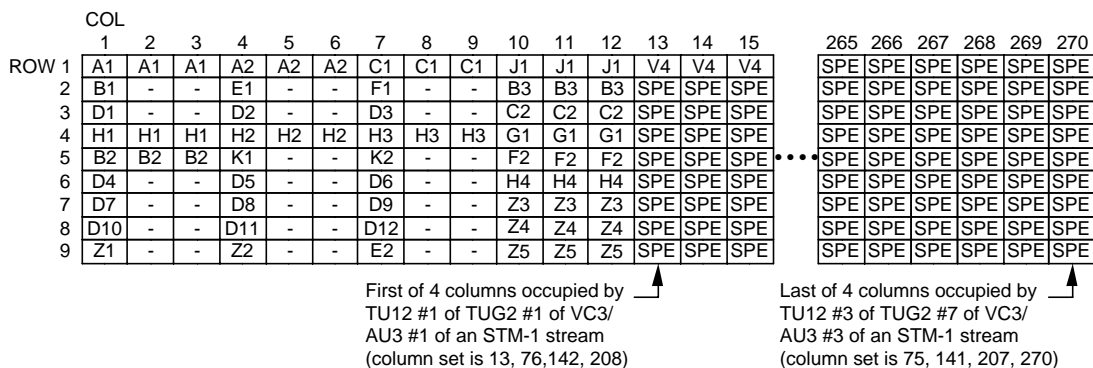 COL
1 2 3 4 5 6 7 8 9 10 11 12 13 14 15 265 266 267 268 269 270
ROW 1 A1 A1 A1 A2 A2 A2 C1 C1 C1 J1 J1 J1 V4 V4 V4 SPE SPE SPE SPE SPE SPE
2 B1 - - E1 - - F1 - - B3 B3 B3 SPE SPE SPE SPE SPE SPE SPE SPE SPE
3 D1 - - D2 - - D3 - - C2 C2 C2 SPE SPE SPE SPE SPE SPE SPE SPE SPE
4 H1 H1 H1 H2 H2 H2 H3 H3 H3 G1 G1 G1 SPE SPE SPE SPE SPE SPE SPE SPE SPE
5 B2 B2 B2 K1 - - K2 - - F2 F2 F2 SPE SPE SPE •••• SPE SPE SPE SPE SPE SPE
6 D4 - - D5 - - D6 - - H4 H4 H4 SPE SPE SPE SPE SPE SPE SPE SPE SPE
7 D7 - - D8 - - D9 - - Z3 Z3 Z3 SPE SPE SPE SPE SPE SPE SPE SPE SPE
8 D10 - - D11 - - D12 - - Z4 Z4 Z4 SPE SPE SPE SPE SPE SPE SPE SPE SPE
9 Z1 - - Z2 - - E2 - - Z5 Z5 Z5 SPE SPE SPE SPE SPE SPE SPE SPE SPE
First of 4 columns occupied by
TU12 #1 of TUG2 #1 of VC3/
AU3 #1 of an STM-1 stream
(column set is 13, 76,142, 208)
Last of 4 columns occupied by
TU12 #3 of TUG2 #7 of VC3/
AU3 #3 of an STM-1 stream
(column set is 75, 141, 207, 270)